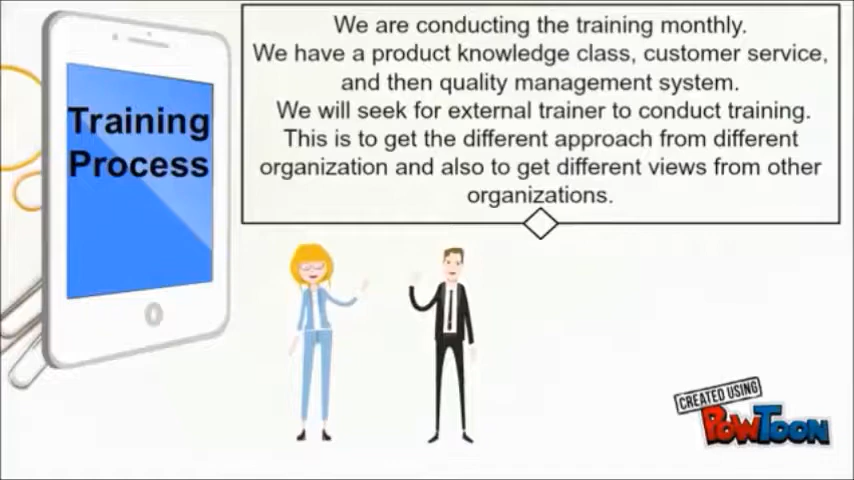 Training
Process
We are conducting the training monthly.
We have a product knowledge class, customer service,
and then quality management system.
We will seek for external trainer to conduct training.
This is to get the different approach from different
organization and also to get different views from other
organizations.
CREATED USING
POWTOON